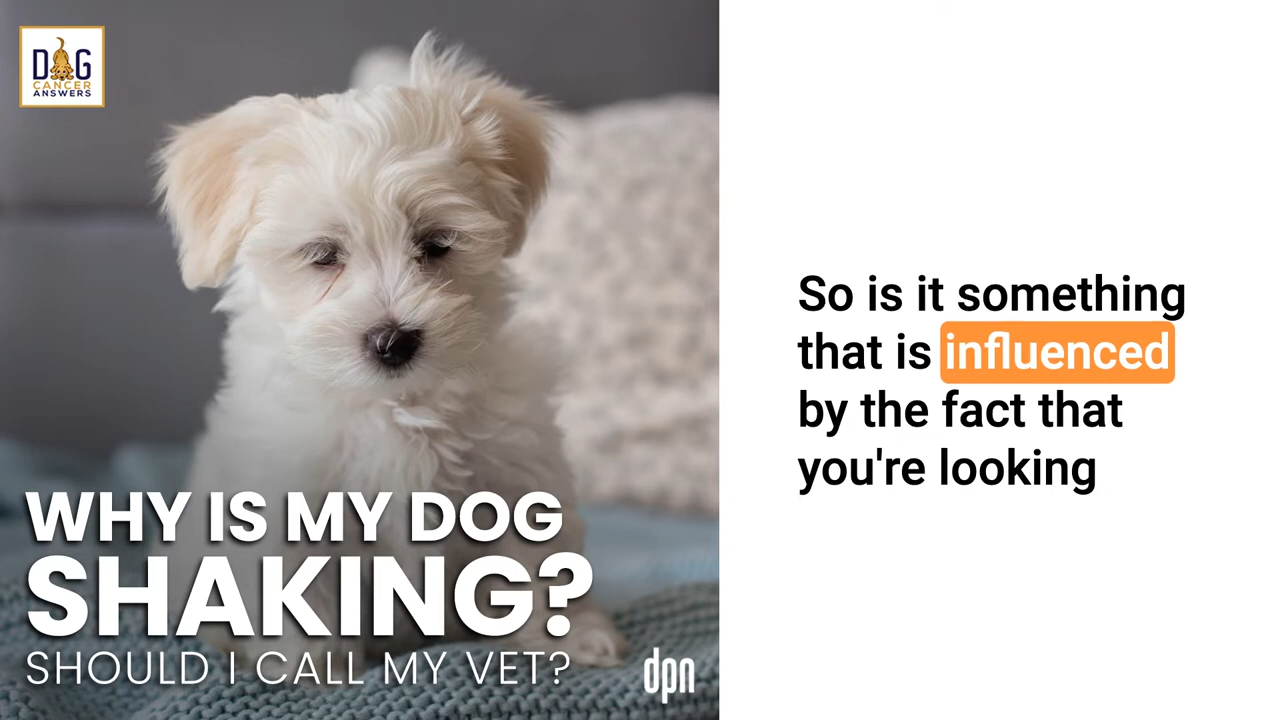 DOG
CANCER
ANSWERS
WHY IS MY DOG
SHAKING?
SHOULD I CALL MY VET?
dpn
So is it something
that is influenced
by the fact that
you're looking